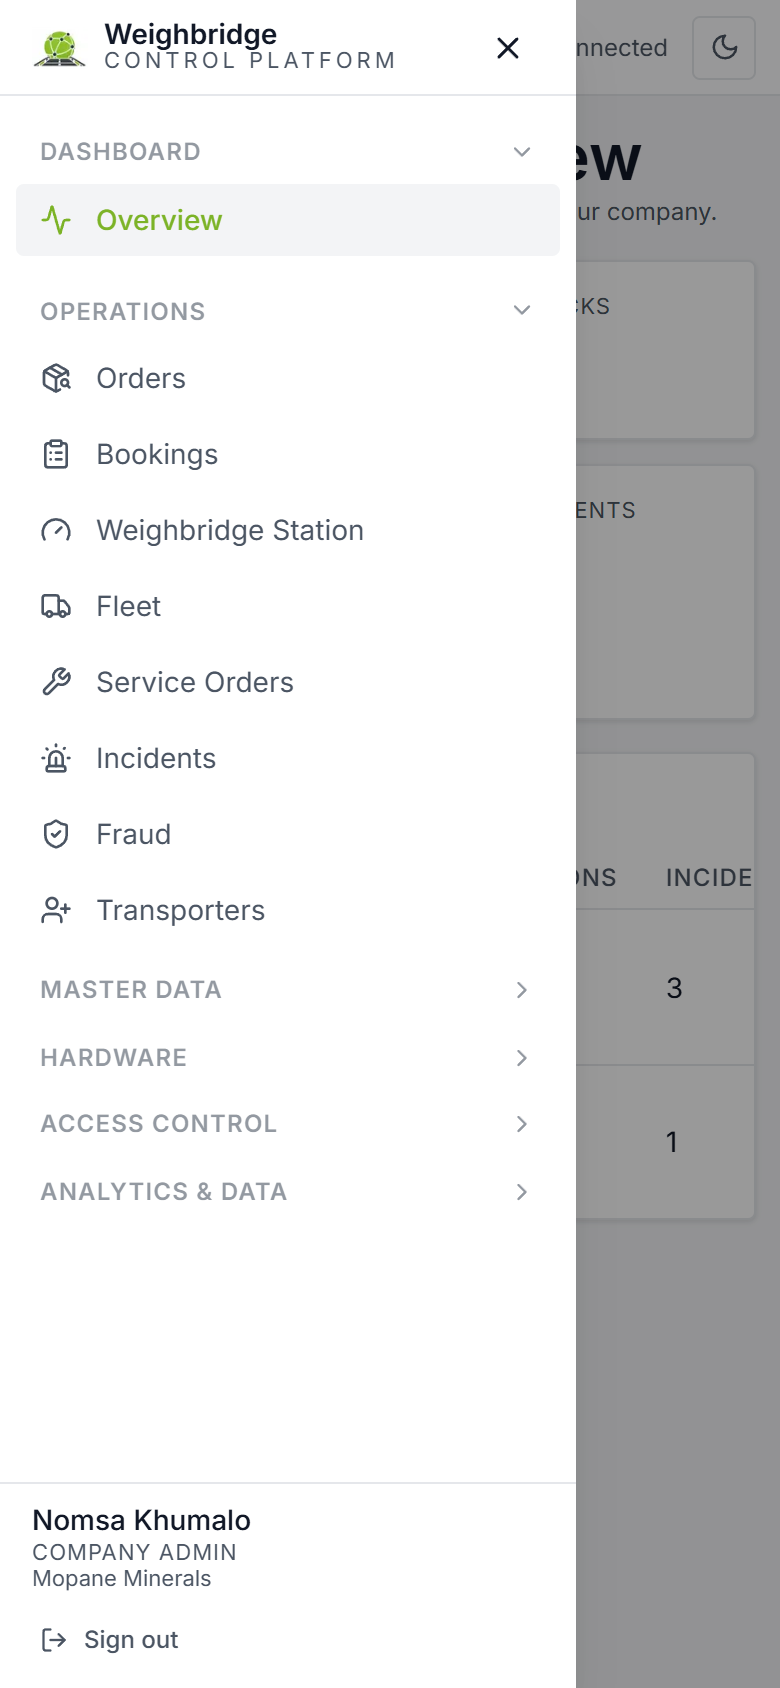 Weighbridge
CONTROL PLATFORM
nnected
DASHBOARD
Overview
ew
ur company.
OPERATIONS
CKS
Orders
Bookings
ENTS
Weighbridge Station
Fleet
Service Orders
Incidents
Fraud
ONS INCIDE
Transporters
MASTER DATA
3
HARDWARE
ACCESS CONTROL
1
ANALYTICS & DATA
Nomsa Khumalo
COMPANY ADMIN
Mopane Minerals
Sign out